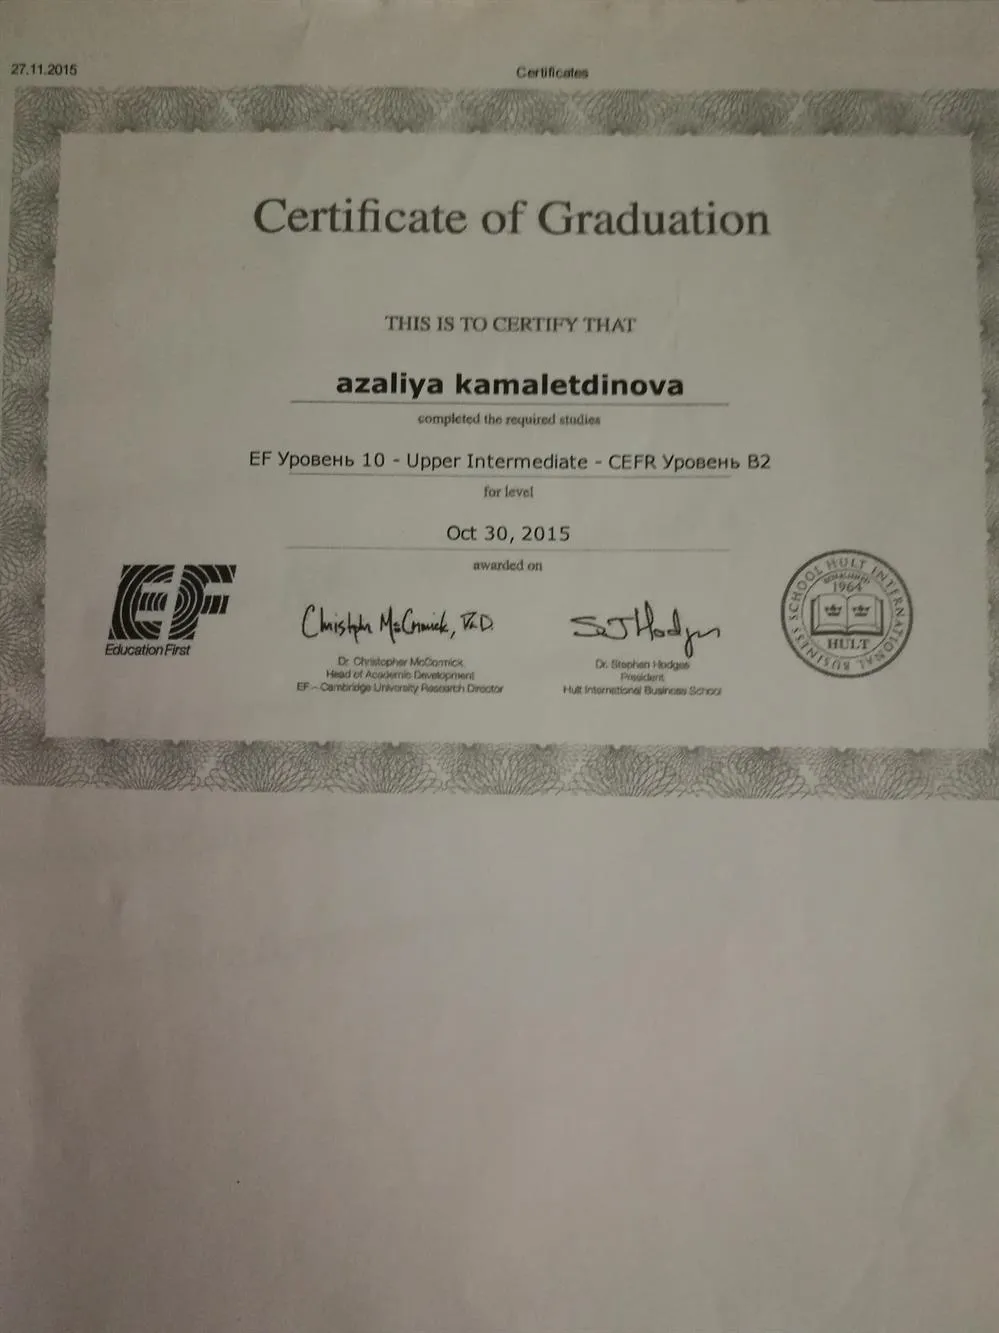 27.11.2015
Certificates
Certificate of Graduation
THIS IS TO CERTIFY THAT
azaliya kamaletdinova
completed the required studies
EF Уровень 10 - Upper Intermediate - CEFR Уровень B2
for level
Oct 30, 2015
awarded on
EF
Education First
Christopher McCormick, Ph.D.
Dr. Christopher McCormick
Head of Academic Development
EF – Cambridge University Research Director
Dr. Stephen Hodges
President
Hult International Business School
HULT INTERNATIONAL BUSINESS SCHOOL
ESTABLISHED
1964
HULT